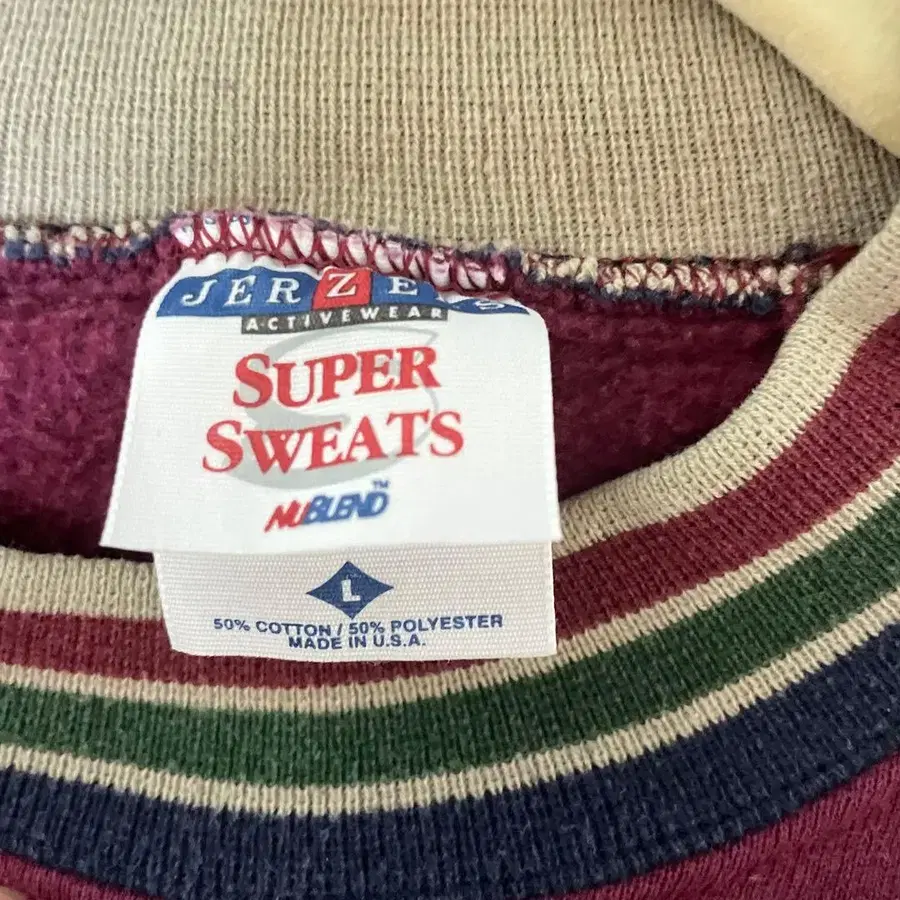 JERZEES
ACTIVEWEAR
SUPER
SWEATS
NUBLEND™
L
50% COTTON / 50% POLYESTER
MADE IN U.S.A.